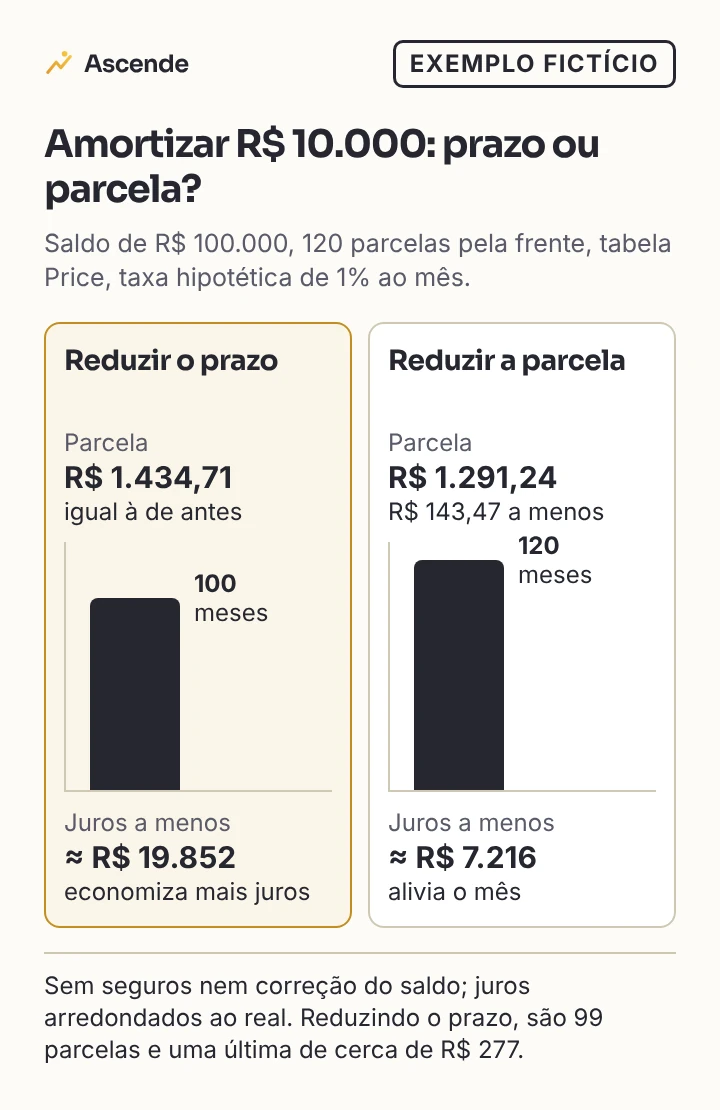 Ascende
EXEMPLO FICTÍCIO
Amortizar R$ 10.000: prazo ou
parcela?
Saldo de R$ 100.000, 120 parcelas pela frente, tabela
Price, taxa hipotética de 1% ao mês.
Reduzir o prazo
Parcela
R$ 1.434,71
igual à de antes
100
meses
Juros a menos
≈ R$ 19.852
economiza mais juros
Reduzir a parcela
Parcela
R$ 1.291,24
R$ 143,47 a menos
120
meses
Juros a menos
≈ R$ 7.216
alivia o mês
Sem seguros nem correção do saldo; juros
arredondados ao real. Reduzindo o prazo, são 99
parcelas e uma última de cerca de R$ 277.